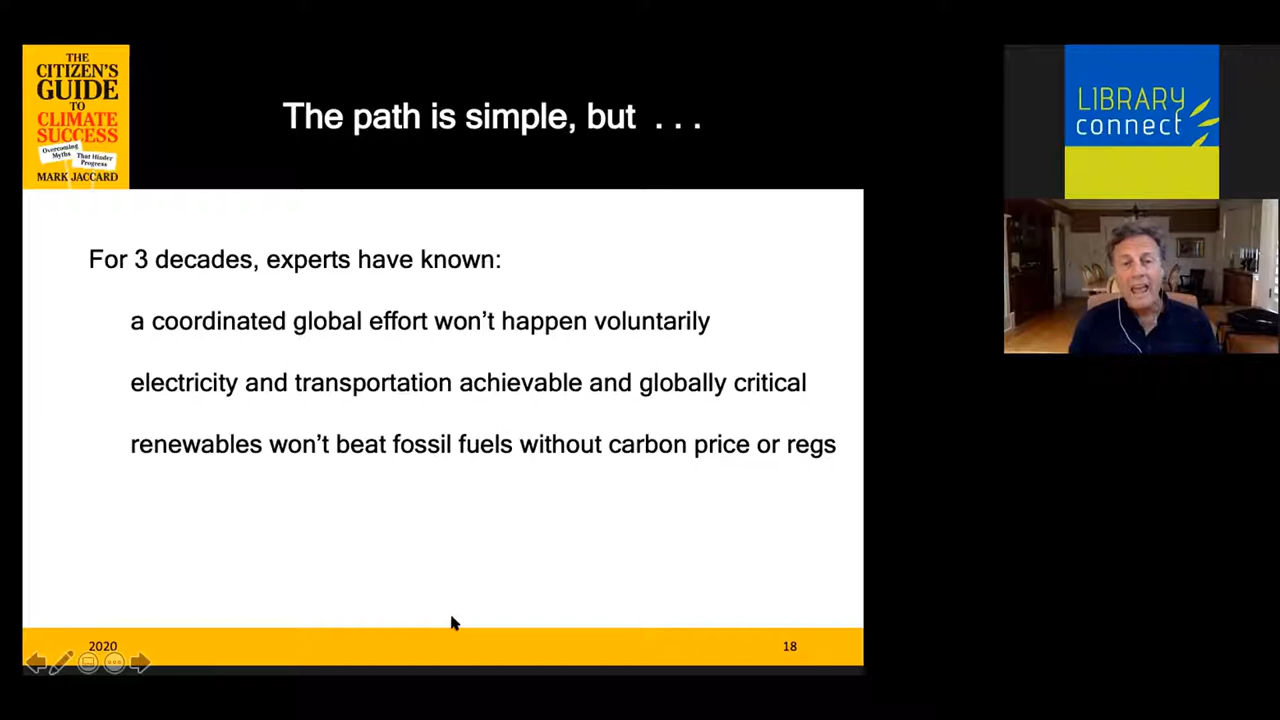 THE
CITIZEN'S
GUIDE
TO
CLIMATE
SUCCESS
Overcoming
Myths
That Hinder
Progress
MARK JACCARD
The path is simple, but . . .
LIBRARY
connect
For 3 decades, experts have known:
a coordinated global effort won't happen voluntarily
electricity and transportation achievable and globally critical
renewables won't beat fossil fuels without carbon price or regs
2020
18